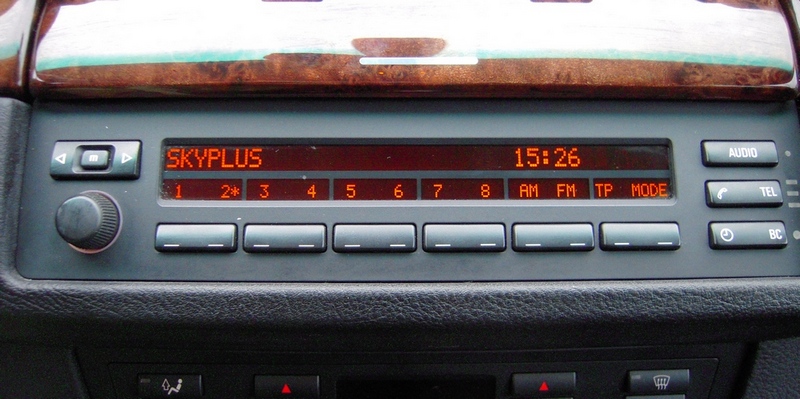 SKYPLUS 15:26
1 2* 3 4 5 6 7 8 AM FM TP MODE
m
AUDIO
TEL
BC